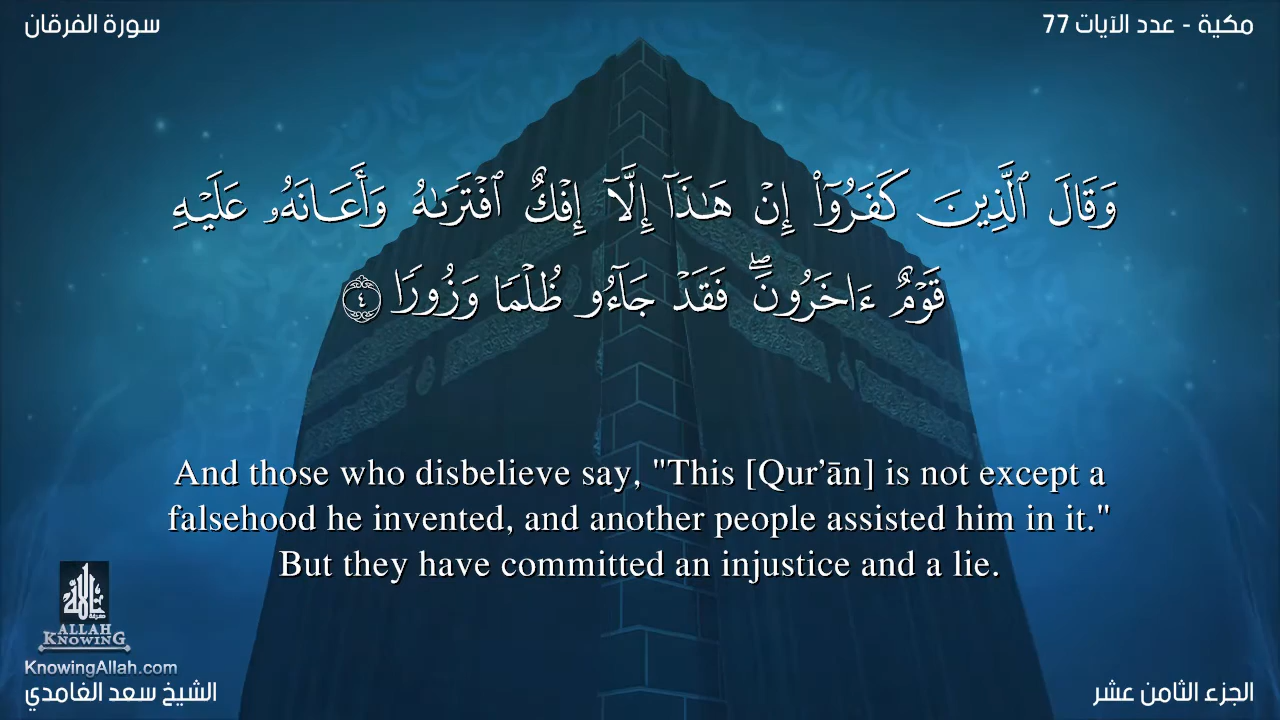 سورة الفرقان
مكية - عدد الآيات 77
وَقَالَ ٱلَّذِينَ كَفَرُوٓا۟ إِنْ هَـٰذَآ إِلَّآ إِفْكٌ ٱفْتَرَىٰهُ وَأَعَانَهُۥ عَلَيْهِ
قَوْمٌ ءَاخَرُونَ ۖ فَقَدْ جَآءُو ظُلْمًا وَزُورًا ٤
And those who disbelieve say, "This [Qur’ān] is not except a
falsehood he invented, and another people assisted him in it."
But they have committed an injustice and a lie.
معرفة الله
ALLAH
KNOWING
KnowingAllah.com
الشيخ سعد الغامدي
الجزء الثامن عشر